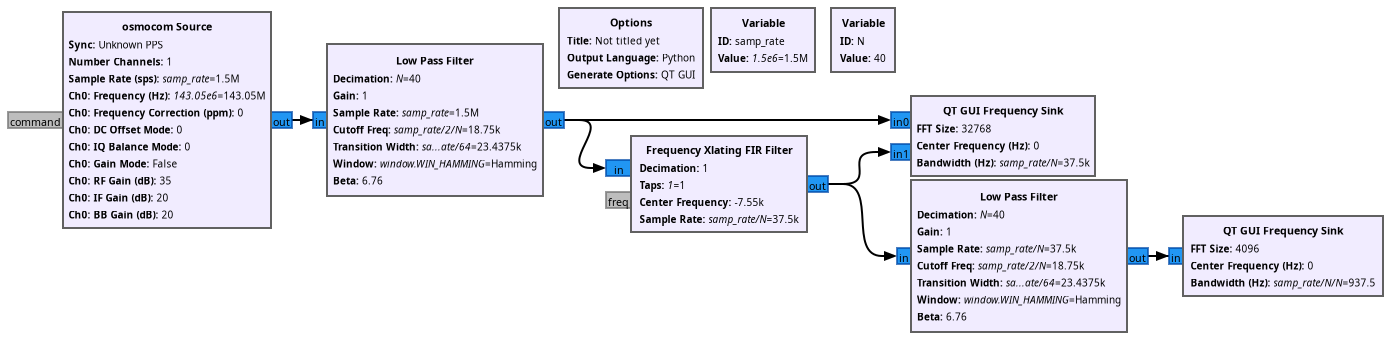 osmocom Source
Sync: Unknown PPS
Number Channels: 1
Sample Rate (sps): samp_rate=1.5M
Ch0: Frequency (Hz): 143.05e6=143.05M
Ch0: Frequency Correction (ppm): 0
Ch0: DC Offset Mode: 0
Ch0: IQ Balance Mode: 0
Ch0: Gain Mode: False
Ch0: RF Gain (dB): 35
Ch0: IF Gain (dB): 20
Ch0: BB Gain (dB): 20
command
out
in
Low Pass Filter
Decimation: N=40
Gain: 1
Sample Rate: samp_rate=1.5M
Cutoff Freq: samp_rate/2/N=18.75k
Transition Width: sa...ate/64=23.4375k
Window: window.WIN_HAMMING=Hamming
Beta: 6.76
out
Options
Title: Not titled yet
Output Language: Python
Generate Options: QT GUI
Variable
ID: samp_rate
Value: 1.5e6=1.5M
Variable
ID: N
Value: 40
in
freq
Frequency Xlating FIR Filter
Decimation: 1
Taps: 1=1
Center Frequency: -7.55k
Sample Rate: samp_rate/N=37.5k
out
in0
in1
QT GUI Frequency Sink
FFT Size: 32768
Center Frequency (Hz): 0
Bandwidth (Hz): samp_rate/N=37.5k
in
Low Pass Filter
Decimation: N=40
Gain: 1
Sample Rate: samp_rate/N=37.5k
Cutoff Freq: samp_rate/2/N=18.75k
Transition Width: sa...ate/64=23.4375k
Window: window.WIN_HAMMING=Hamming
Beta: 6.76
out
in
QT GUI Frequency Sink
FFT Size: 4096
Center Frequency (Hz): 0
Bandwidth (Hz): samp_rate/N/N=937.5